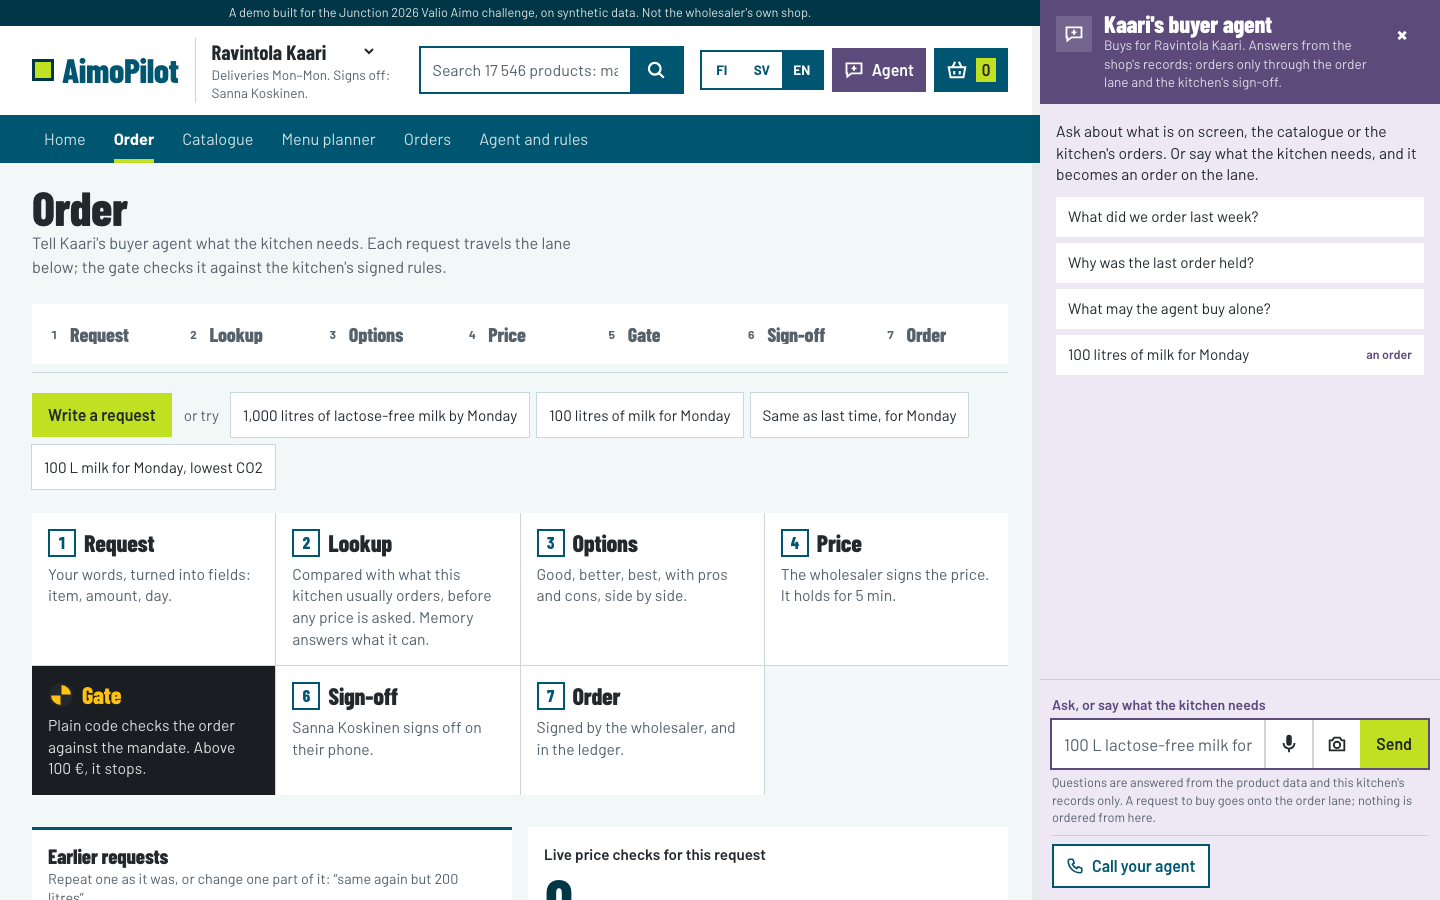 A demo built for the Junction 2026 Valio Aimo challenge, on synthetic data. Not the wholesaler's own shop.
AimoPilot
Ravintola Kaari
Deliveries Mon–Mon. Signs off:
Sanna Koskinen.
Search 17 546 products: ma
FI SV EN
Agent
0
Home Order Catalogue Menu planner Orders Agent and rules
Order
Tell Kaari's buyer agent what the kitchen needs. Each request travels the lane
below; the gate checks it against the kitchen's signed rules.
1 Request 2 Lookup 3 Options 4 Price 5 Gate 6 Sign-off 7 Order
Write a request or try 1,000 litres of lactose-free milk by Monday 100 litres of milk for Monday Same as last time, for Monday
100 L milk for Monday, lowest CO2
1 Request
Your words, turned into fields:
item, amount, day.
2 Lookup
Compared with what this
kitchen usually orders, before
any price is asked. Memory
answers what it can.
3 Options
Good, better, best, with pros
and cons, side by side.
4 Price
The wholesaler signs the price.
It holds for 5 min.
Gate
Plain code checks the order
against the mandate. Above
100 €, it stops.
6 Sign-off
Sanna Koskinen signs off on
their phone.
7 Order
Signed by the wholesaler, and
in the ledger.
Earlier requests
Repeat one as it was, or change one part of it: "same again but 200
litres"
Live price checks for this request
0
Kaari's buyer agent
Buys for Ravintola Kaari. Answers from the
shop's records; orders only through the order
lane and the kitchen's sign-off.
Ask about what is on screen, the catalogue or the
kitchen's orders. Or say what the kitchen needs, and it
becomes an order on the lane.
What did we order last week?
Why was the last order held?
What may the agent buy alone?
100 litres of milk for Monday an order
Ask, or say what the kitchen needs
100 L lactose-free milk for
Send
Questions are answered from the product data and this kitchen's
records only. A request to buy goes onto the order lane; nothing is
ordered from here.
Call your agent